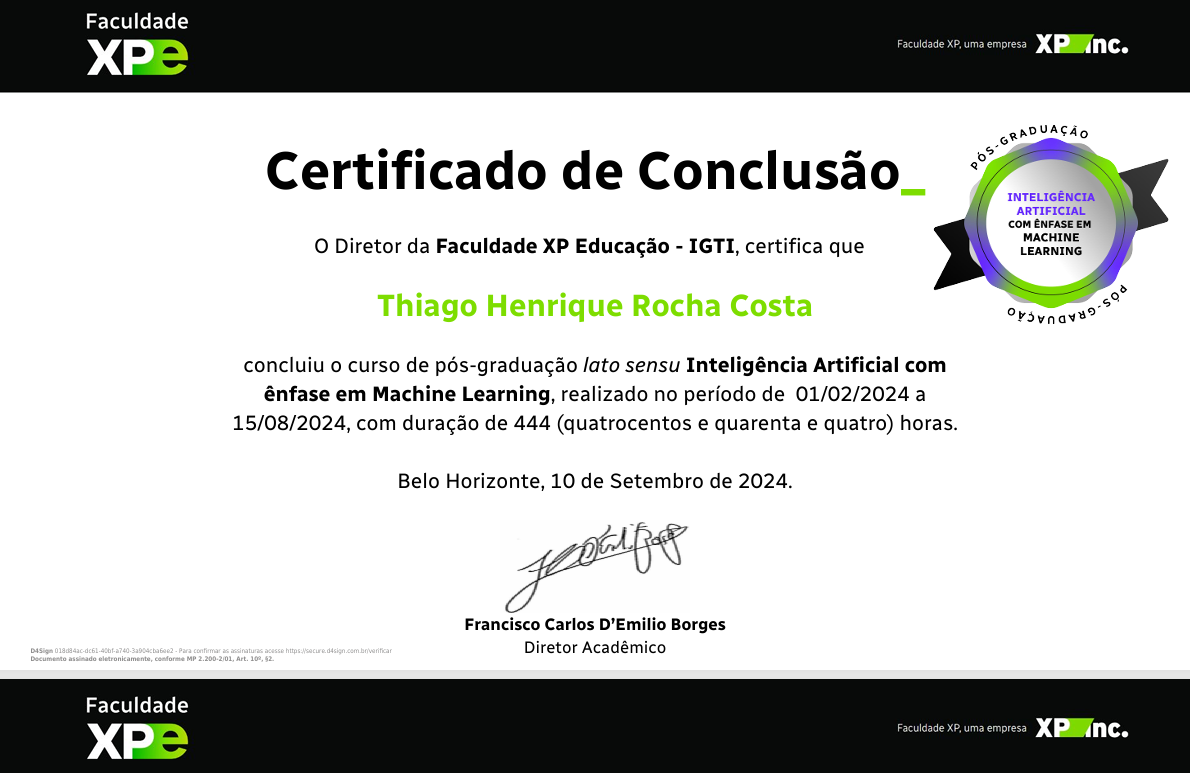 Faculdade
XPe
Faculdade XP, uma empresa XP inc.
Certificado de Conclusão_
PÓS-GRADUAÇÃO
INTELIGÊNCIA
ARTIFICIAL
COM ÊNFASE EM
MACHINE
LEARNING
PÓS-GRADUAÇÃO
O Diretor da Faculdade XP Educação - IGTI, certifica que
Thiago Henrique Rocha Costa
concluiu o curso de pós-graduação lato sensu Inteligência Artificial com
ênfase em Machine Learning, realizado no período de 01/02/2024 a
15/08/2024, com duração de 444 (quatrocentos e quarenta e quatro) horas.
Belo Horizonte, 10 de Setembro de 2024.
Francisco Carlos D’Emilio Borges
Diretor Acadêmico
D4Sign 018d84ac-dc61-40bf-a740-3a904cba6ee2 - Para confirmar as assinaturas acesse https://secure.d4sign.com.br/verificar
Documento assinado eletronicamente, conforme MP 2.200-2/01, Art. 10º, §2.
Faculdade
XPe
Faculdade XP, uma empresa XP inc.